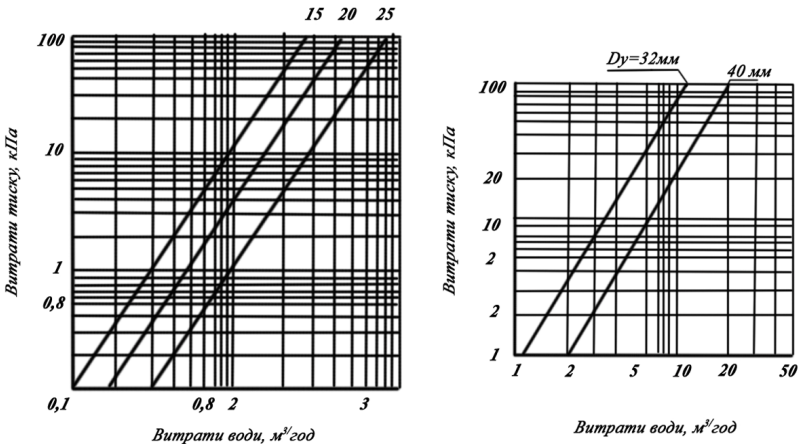 15 20 25
100
10
1
0,8
0,1 0,8 2 3
Витрати тиску, кПа
Витрати води, м³/год
Dy=32мм
40 мм
100
20
10
2
2
1
1 2 5 10 20 50
Витрати тиску, кПа
Витрати води, м³/год